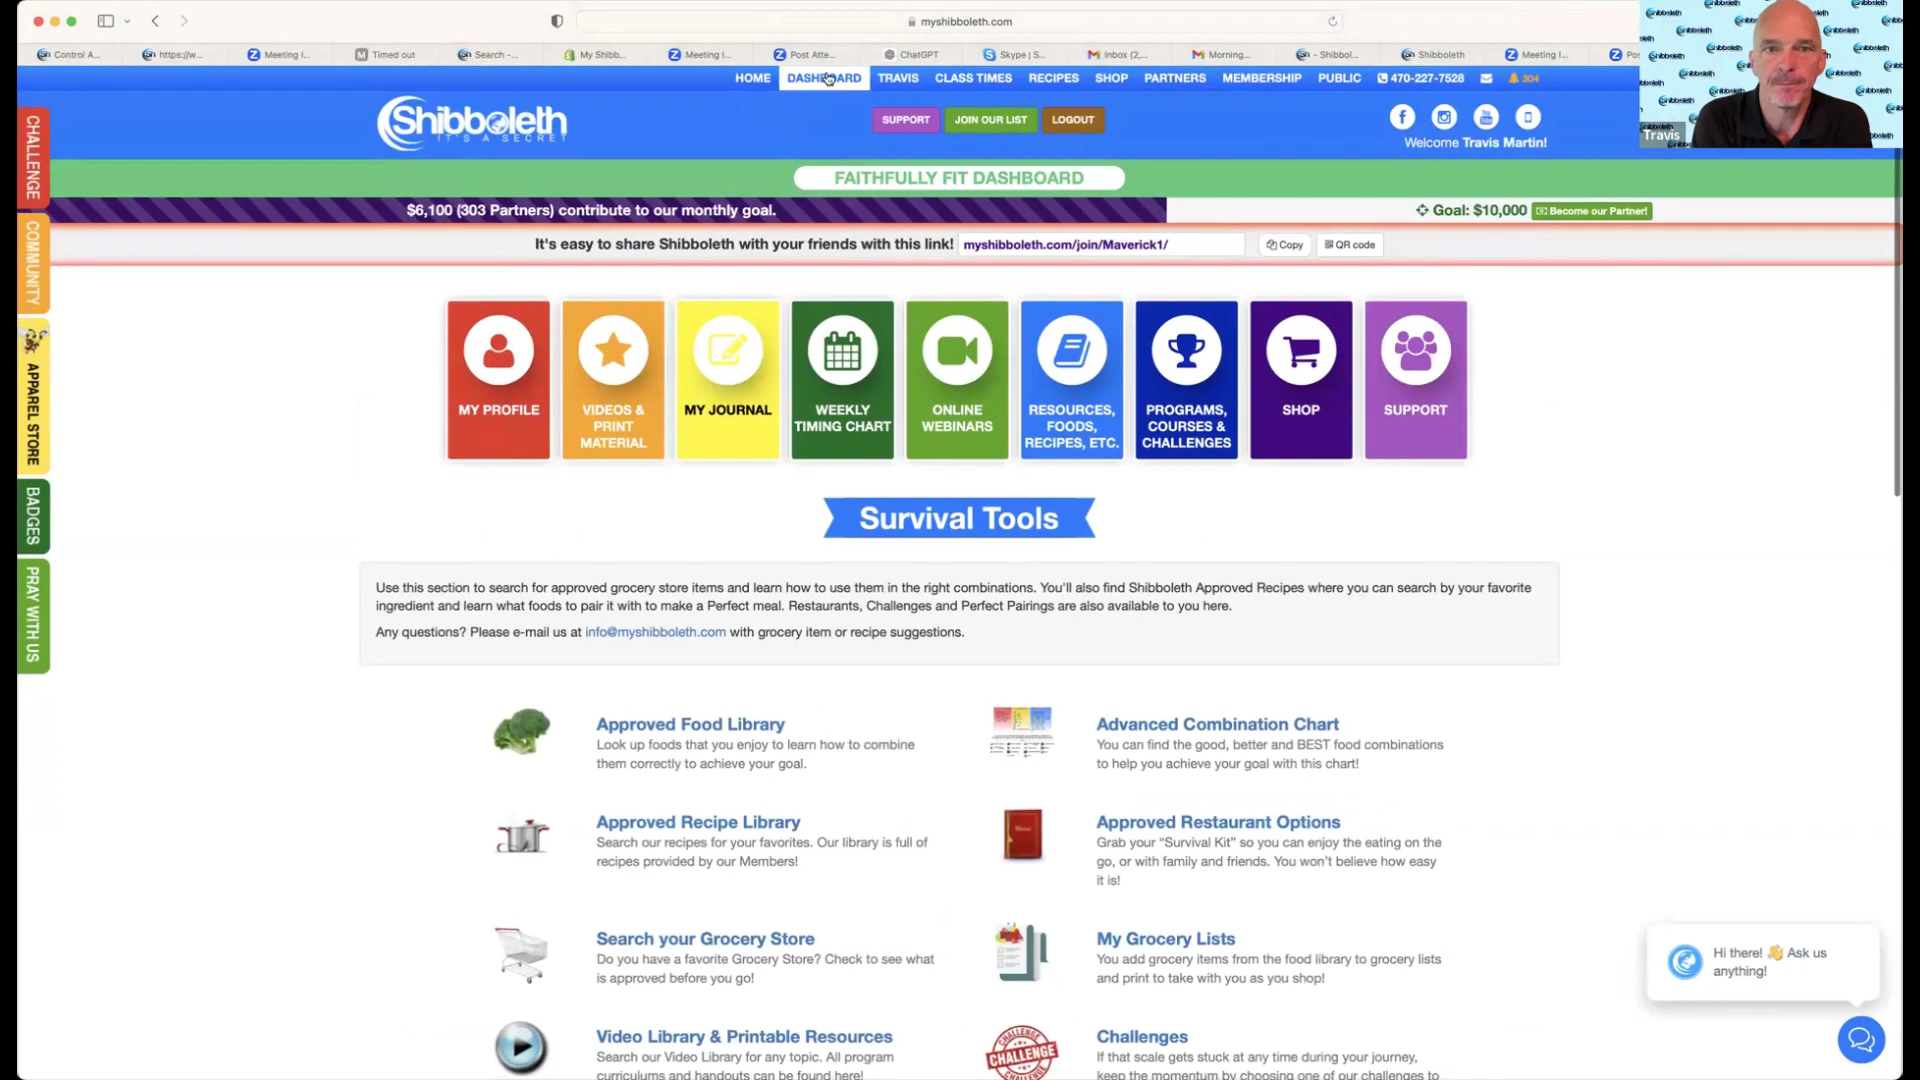 myshibboleth.com
Control A...
https://w...
Meeting I...
Timed out
Search -...
My Shibb...
Meeting I...
Post Atte...
ChatGPT
Skype | S...
Inbox (2,...
Morning...
- Shibbol...
Shibboleth
Meeting I...
Pos
HOME DASHBOARD TRAVIS CLASS TIMES RECIPES SHOP PARTNERS MEMBERSHIP PUBLIC 470-227-7528 304
Shibboleth
IT'S A SECRET
SUPPORT JOIN OUR LIST LOGOUT
Welcome Travis Martin!
Travis
FAITHFULLY FIT DASHBOARD
$6,100 (303 Partners) contribute to our monthly goal.
Goal: $10,000 Become our Partner!
It's easy to share Shibboleth with your friends with this link! myshibboleth.com/join/Maverick1/ Copy QR code
CHALLENGE
COMMUNITY
APPAREL STORE
BADGES
PRAY WITH US
MY PROFILE
VIDEOS &
PRINT
MATERIAL
MY JOURNAL
WEEKLY
TIMING CHART
ONLINE
WEBINARS
RESOURCES,
FOODS,
RECIPES, ETC.
PROGRAMS,
COURSES &
CHALLENGES
SHOP
SUPPORT
Survival Tools
Use this section to search for approved grocery store items and learn how to use them in the right combinations. You'll also find Shibboleth Approved Recipes where you can search by your favorite
ingredient and learn what foods to pair it with to make a Perfect meal. Restaurants, Challenges and Perfect Pairings are also available to you here.
Any questions? Please e-mail us at info@myshibboleth.com with grocery item or recipe suggestions.
Approved Food Library
Look up foods that you enjoy to learn how to combine
them correctly to achieve your goal.
Advanced Combination Chart
You can find the good, better and BEST food combinations
to help you achieve your goal with this chart!
Approved Recipe Library
Search our recipes for your favorites. Our library is full of
recipes provided by our Members!
Approved Restaurant Options
Grab your “Survival Kit” so you can enjoy the eating on the
go, or with family and friends. You won't believe how easy
it is!
Search your Grocery Store
Do you have a favorite Grocery Store? Check to see what
is approved before you go!
My Grocery Lists
You add grocery items from the food library to grocery lists
and print to take with you as you shop!
Video Library & Printable Resources
Search our Video Library for any topic. All program
curriculums and handouts can be found here!
CHALLENGE
Challenges
If that scale gets stuck at any time during your journey,
keep the momentum by choosing one of our challenges to
Hi there! 👋 Ask us
anything!